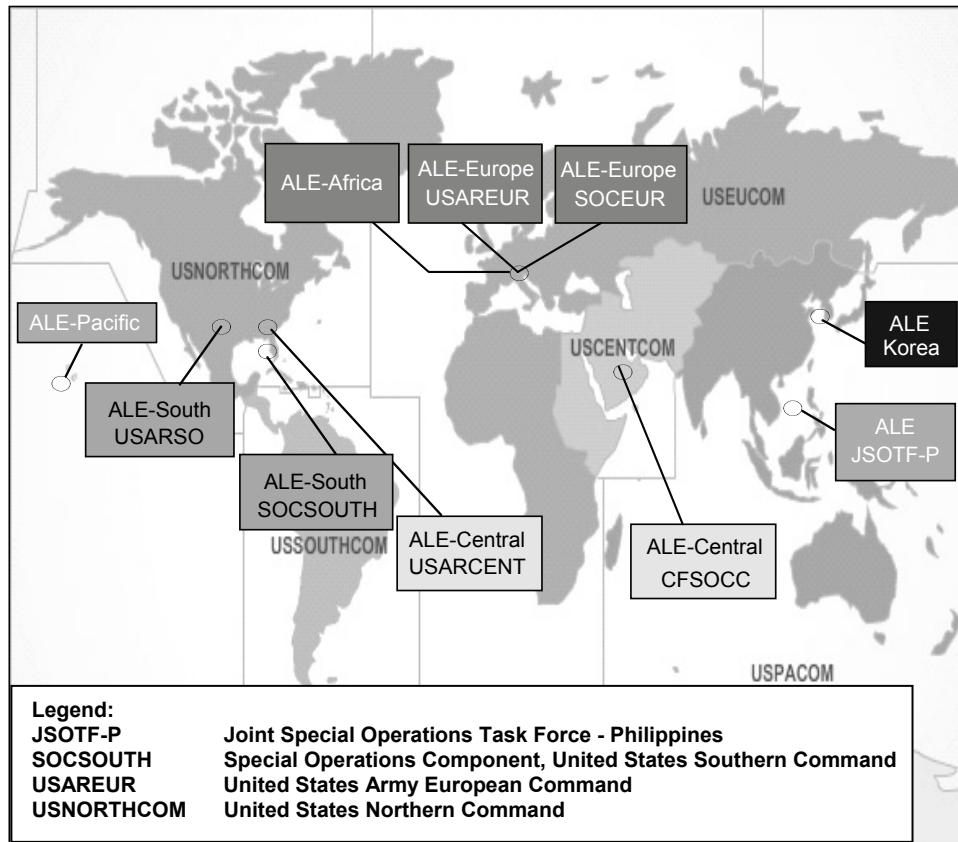 ALE-Africa
ALE-Europe
USAREUR
ALE-Europe
SOCEUR
USEUCOM
USNORTHCOM
ALE-Pacific
USCENTCOM
ALE
Korea
ALE-South
USARSO
ALE
JSOTF-P
ALE-South
SOCSOUTH
USSOUTHCOM
ALE-Central
USARCENT
ALE-Central
CFSOCC
USPACOM
Legend:
JSOTF-P Joint Special Operations Task Force - Philippines
SOCSOUTH Special Operations Component, United States Southern Command
USAREUR United States Army European Command
USNORTHCOM United States Northern Command